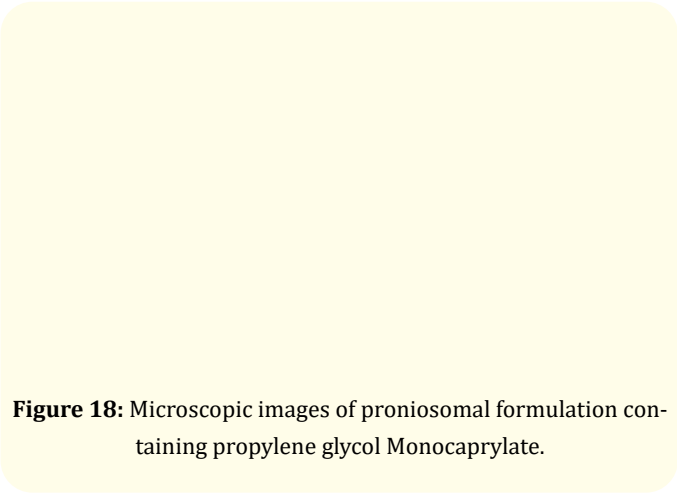 Figure 18: Microscopic images of proniosomal formulation con-
taining propylene glycol Monocaprylate.